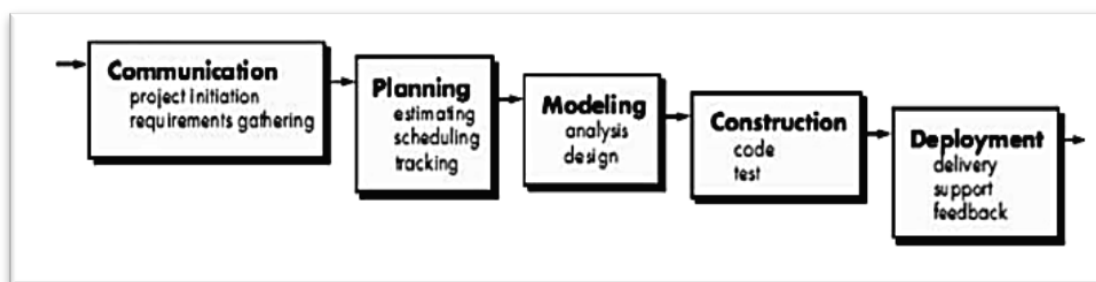 Communication
project initiation
requirements gathering
Planning
estimating
scheduling
tracking
Modeling
analysis
design
Construction
code
test
Deployment
delivery
support
feedback